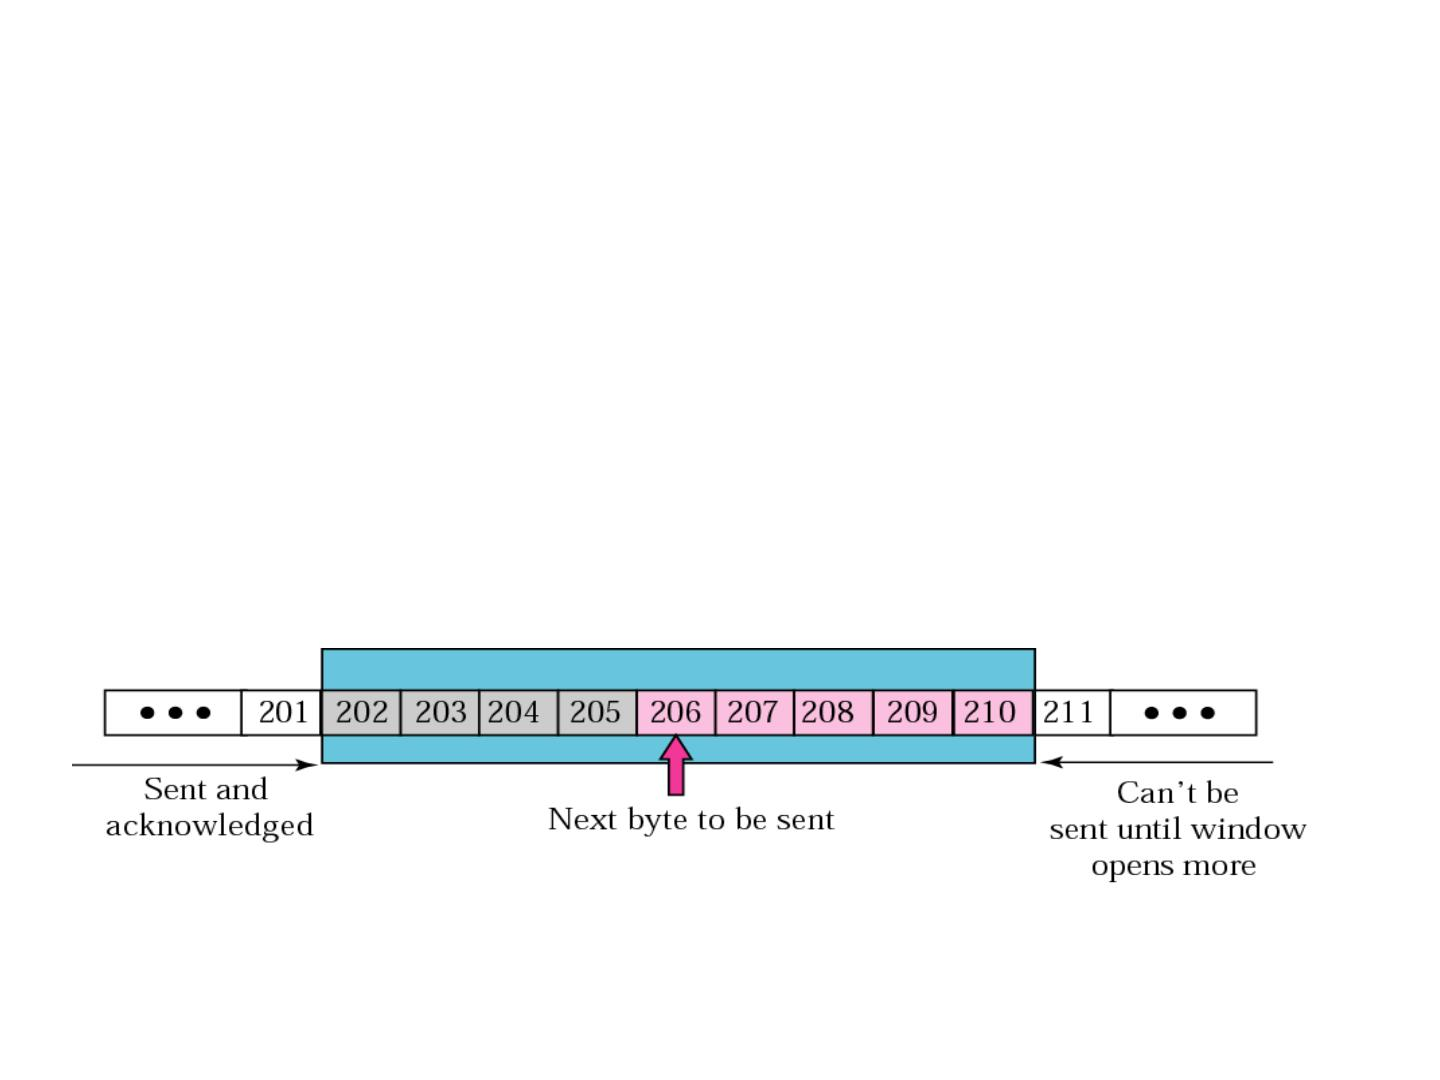 ••• 201 202 203 204 205 206 207 208 209 210 211 •••
Sent and
acknowledged
Next byte to be sent
Can't be
sent until window
opens more